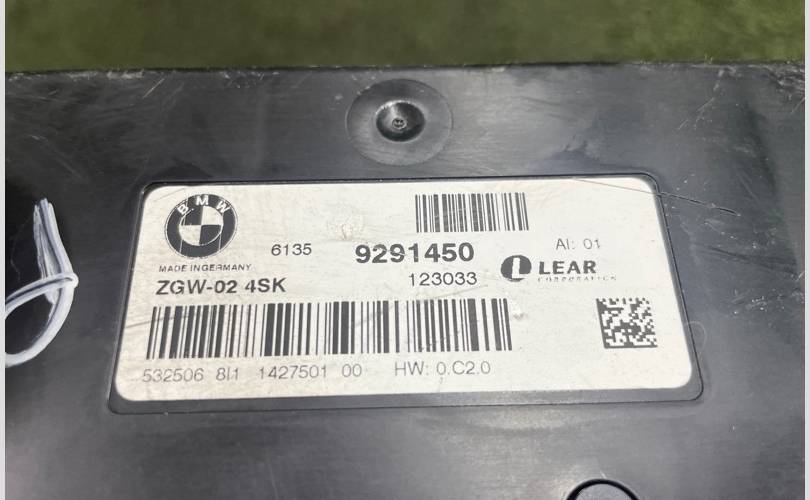 BMW
6135 9291450 AI: 01
MADE IN GERMANY
ZGW-02 4SK 123033 LEAR
CORPORATION
532506 1427501 00 HW: 0.C2.0